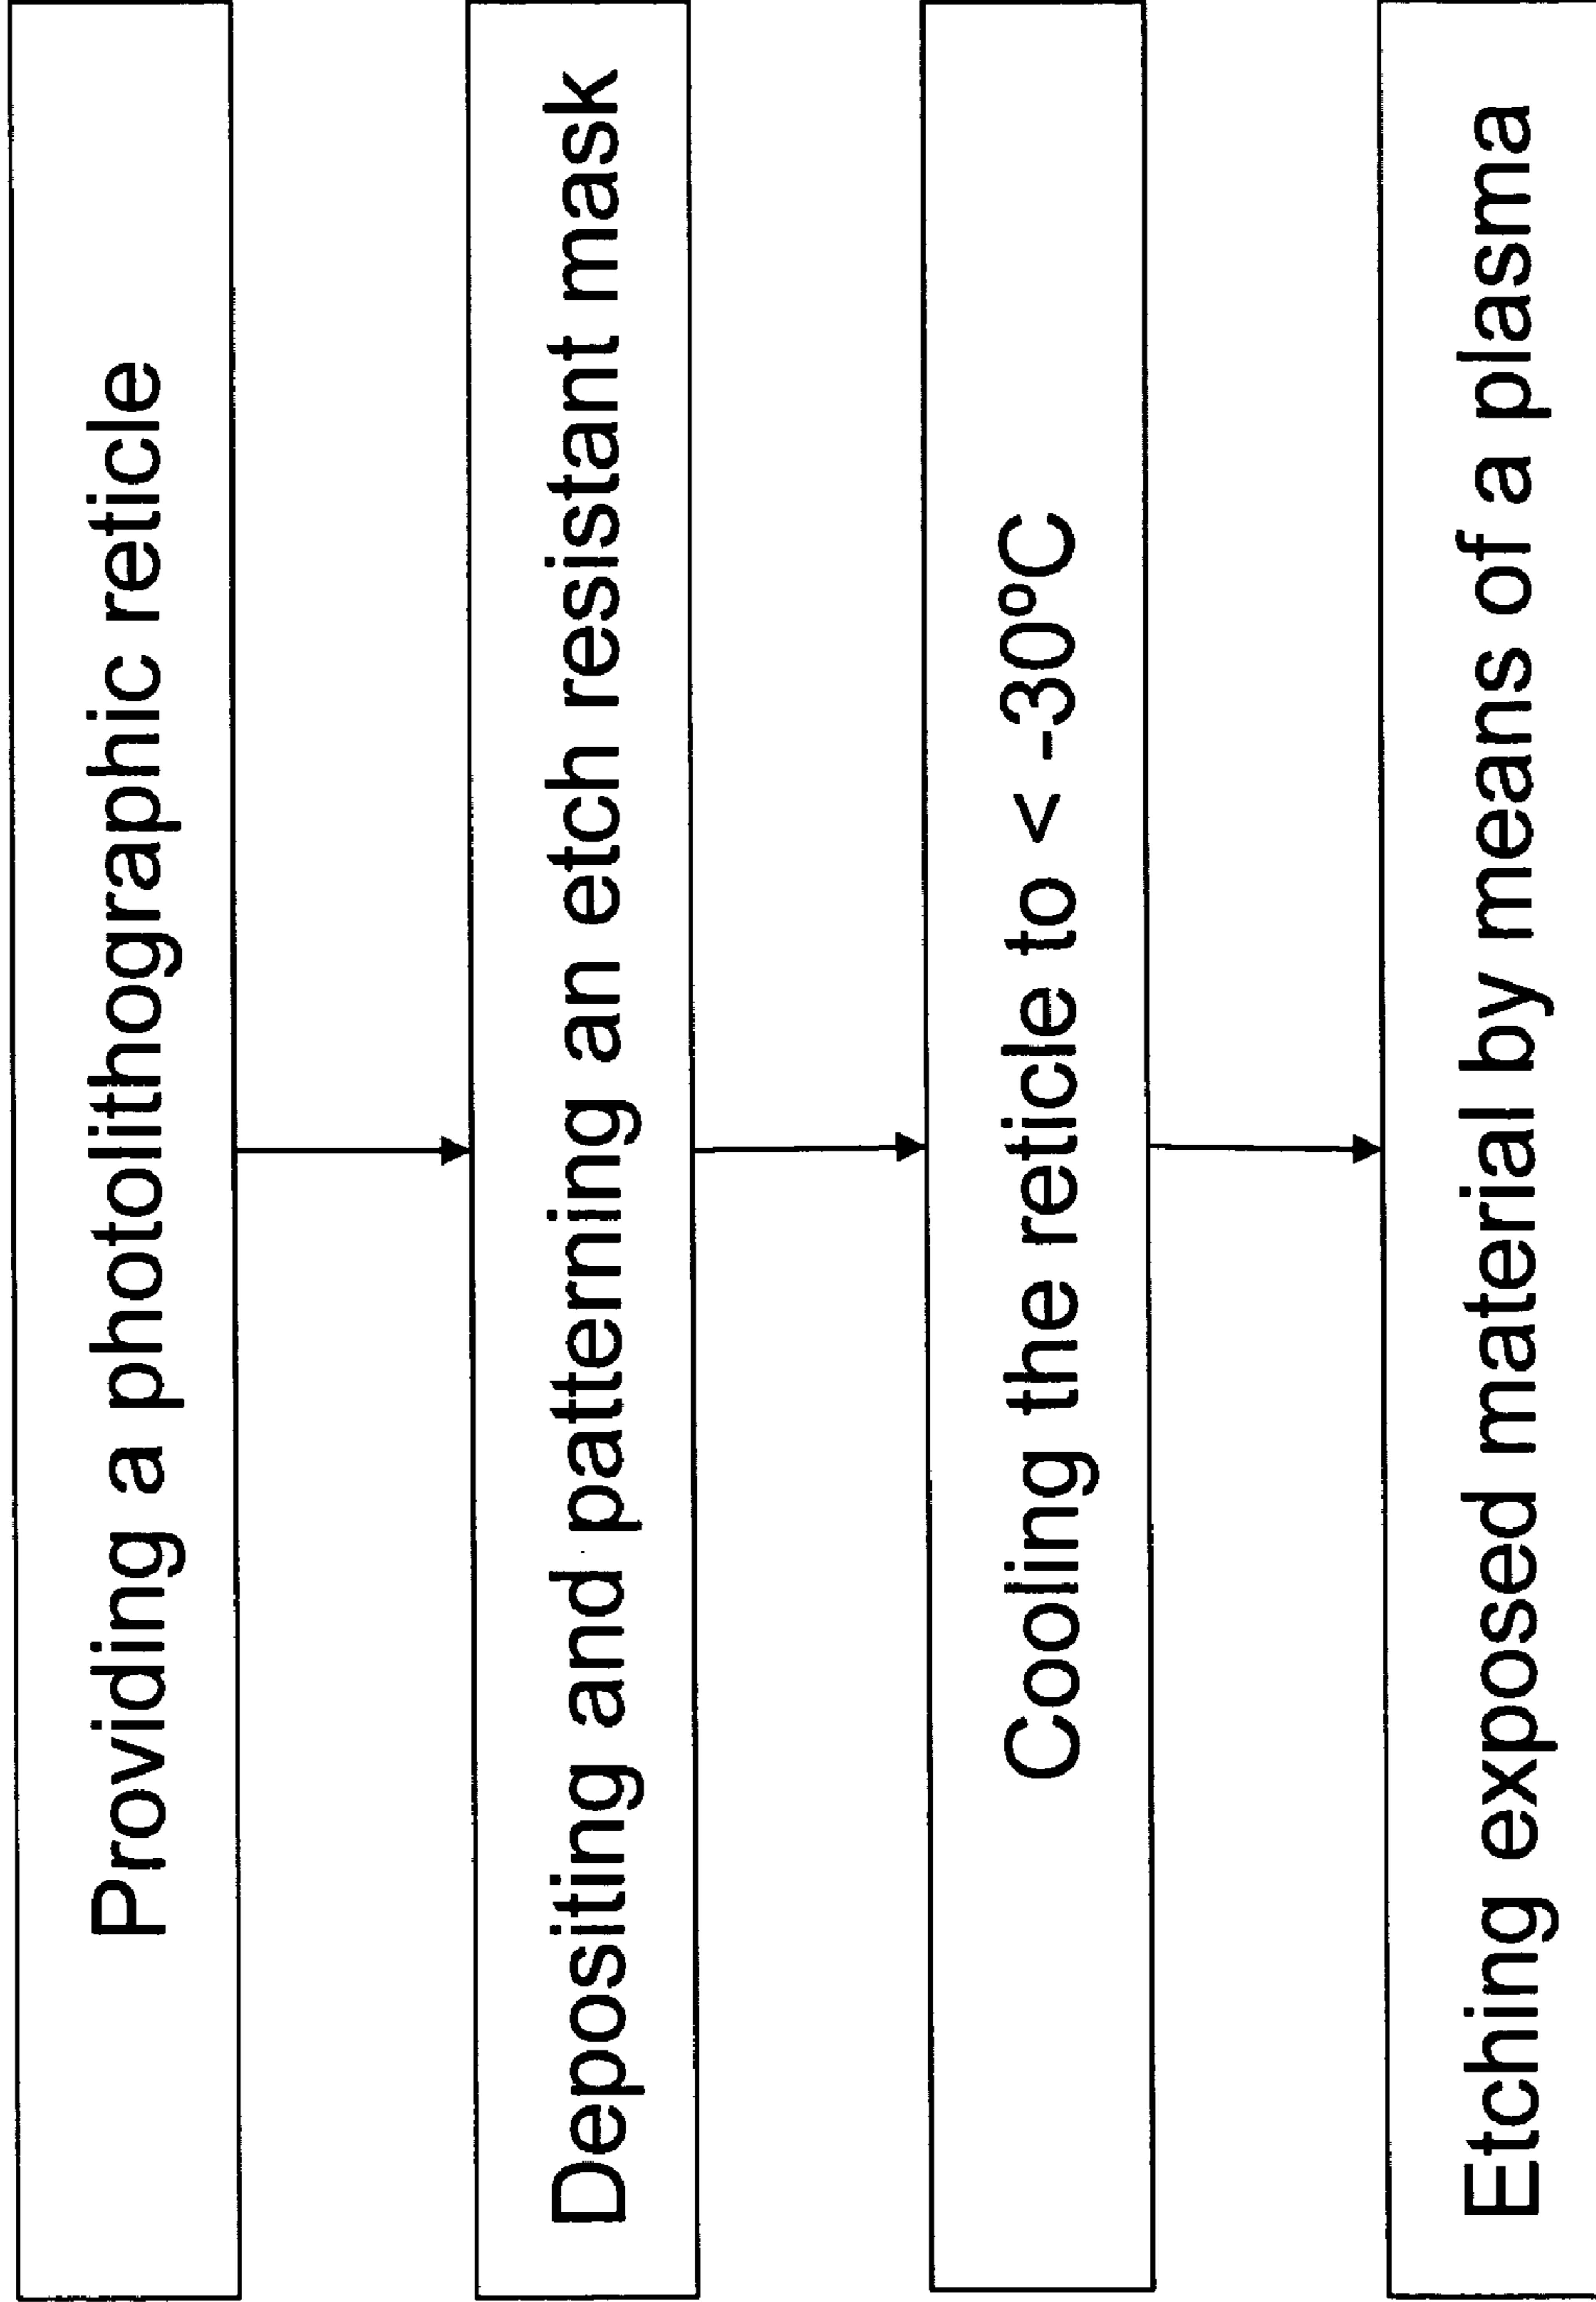 Providing a photolithographic reticle
Depositing and patterning an etch resistant mask
Cooling the reticle to < -30ºC
Etching exposed material by means of a plasma